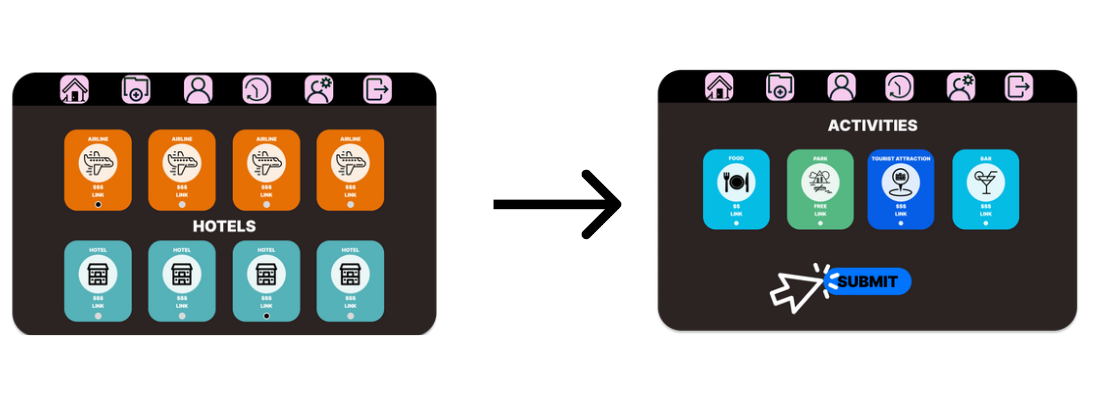 AIRLINE AIRLINE AIRLINE AIRLINE
$$$ $$$ $$$ $$$
LINK LINK LINK LINK
HOTELS
HOTEL HOTEL HOTEL HOTEL
$$$ $$$ $$$ $$$
LINK LINK LINK LINK
ACTIVITIES
FOOD PARK TOURIST ATTRACTION BAR
$$ FREE $$$ $$$
LINK LINK LINK LINK
SUBMIT